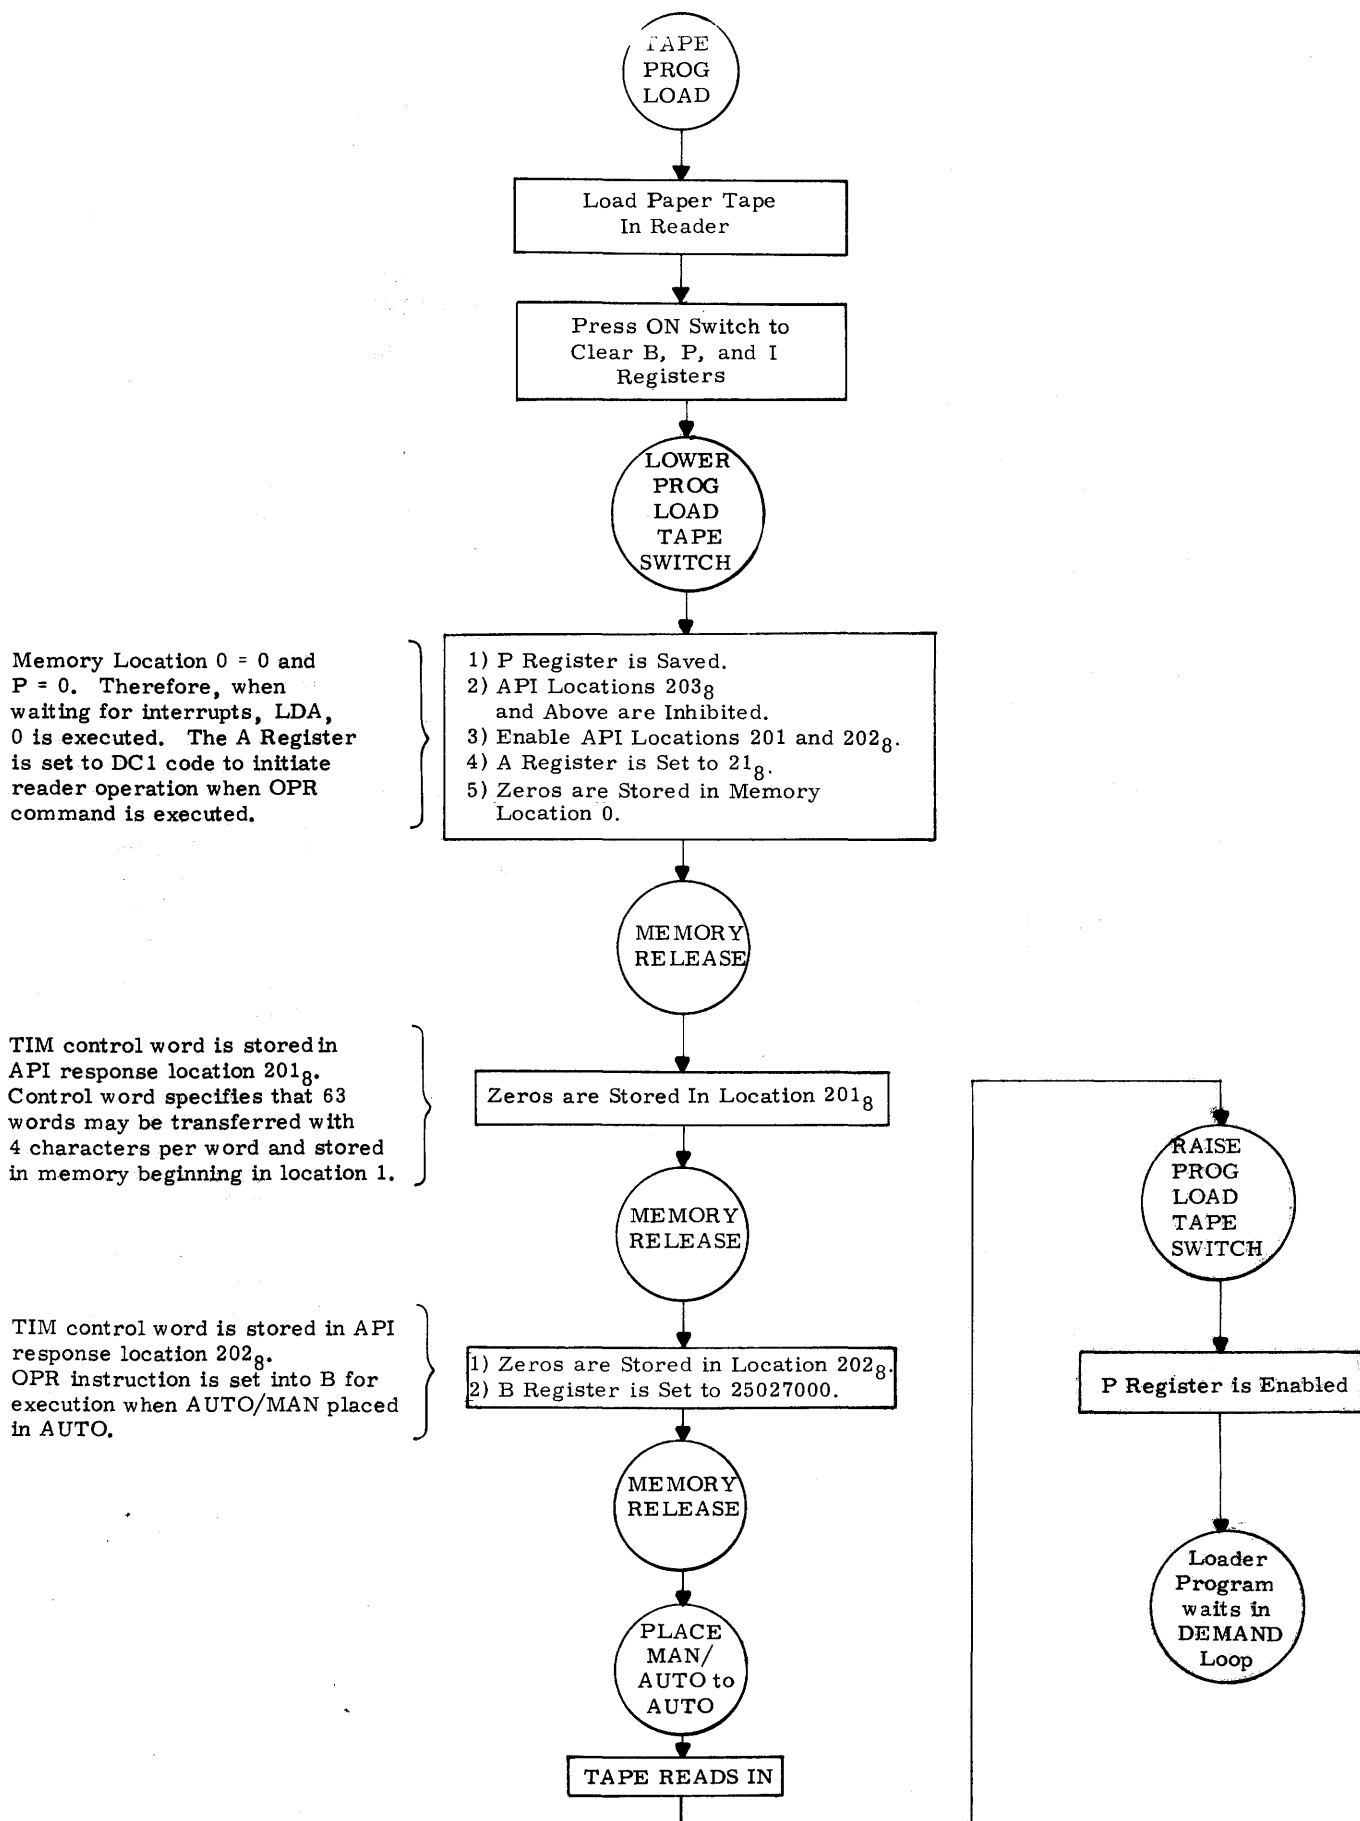 TAPE
PROG
LOAD
Load Paper Tape
In Reader
Press ON Switch to
Clear B, P, and I
Registers
LOWER
PROG
LOAD
TAPE
SWITCH
Memory Location 0 = 0 and
P = 0. Therefore, when
waiting for interrupts, LDA,
0 is executed. The A Register
is set to DC1 code to initiate
reader operation when OPR
command is executed.
1) P Register is Saved.
2) API Locations 203₈
and Above are Inhibited.
3) Enable API Locations 201 and 202₈.
4) A Register is Set to 21₈.
5) Zeros are Stored in Memory
Location 0.
MEMORY
RELEASE
TIM control word is stored in
API response location 201₈.
Control word specifies that 63
words may be transferred with
4 characters per word and stored
in memory beginning in location 1.
Zeros are Stored In Location 201₈
MEMORY
RELEASE
TIM control word is stored in API
response location 202₈.
OPR instruction is set into B for
execution when AUTO/MAN placed
in AUTO.
1) Zeros are Stored in Location 202₈.
2) B Register is Set to 25027000.
MEMORY
RELEASE
PLACE
MAN/
AUTO to
AUTO
TAPE READS IN
RAISE
PROG
LOAD
TAPE
SWITCH
P Register is Enabled
Loader
Program
waits in
DEMAND
Loop